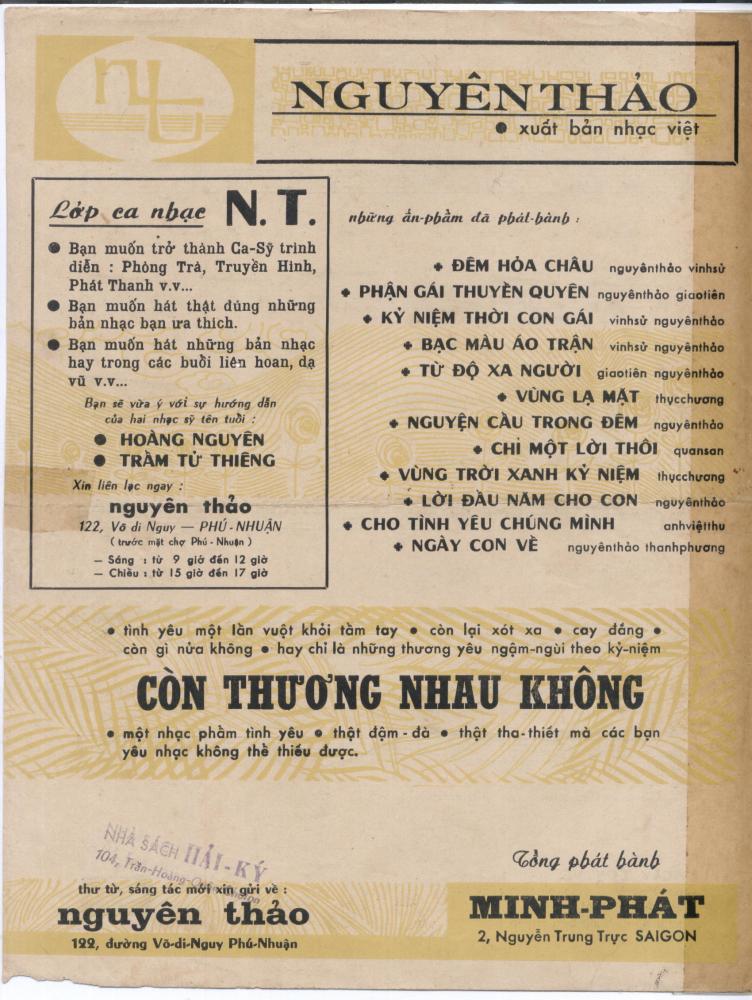 nt
NGUYÊN THẢO
● xuất bản nhạc việt
Lớp ca nhạc N. T.
● Bạn muốn trở thành Ca-Sỹ trình
diễn : Phòng Trà, Truyền Hình,
Phát Thanh v.v...
● Bạn muốn hát thật đúng những
bản nhạc bạn ưa thích.
● Bạn muốn hát những bản nhạc
hay trong các buổi liên hoan, dạ
vũ v.v...
Bạn sẽ vừa ý với sự hướng dẫn
của hai nhạc sỹ tên tuổi :
● HOÀNG NGUYÊN
● TRẦM TỬ THIÊNG
Xin liên lạc ngay :
nguyên thảo
122, Võ di Nguy — PHÚ - NHUẬN
( trước mặt chợ Phú - Nhuận )
— Sáng : từ 9 giờ đến 12 giờ
— Chiều : từ 15 giờ đến 17 giờ
những ấn-phẩm đã phát-hành :
ĐÊM HỎA CHÂU nguyênthảo vinhsử
PHẬN GÁI THUYỀN QUYÊN nguyênthảo giaotiên
KỶ NIỆM THỜI CON GÁI vinhsử nguyênthảo
BẠC MÀU ÁO TRẬN vinhsử nguyênthảo
TỪ ĐỘ XA NGƯỜI giaotiên nguyênthảo
VÙNG LẠ MẶT thụcchương
NGUYỆN CẦU TRONG ĐÊM nguyênthảo
CHỈ MỘT LỜI THÔI quansan
VÙNG TRỜI XANH KỶ NIỆM thụcchương
LỜI ĐẦU NĂM CHO CON nguyênthảo
CHO TÌNH YÊU CHÚNG MÌNH anhviệtthu
NGÀY CON VỀ nguyênthảo thanhphương
● tình yêu một lần vuột khỏi tầm tay ● còn lại xót xa ● cay đắng ●
còn gì nửa không ● hay chỉ là những thương yêu ngậm-ngùi theo kỷ-niệm
CÒN THƯƠNG NHAU KHÔNG
● một nhạc phẩm tình yêu ● thật đậm - đà ● thật tha-thiết mà các bạn
yêu nhạc không thể thiếu được.
NHÀ SÁCH HẢI-KÝ
104, Trần-Hoàng-
thư từ, sáng tác mới xin gửi về :
nguyên thảo
122, đường Võ-di-Nguy Phú-Nhuận
Tổng phát hành
MINH-PHÁT
2, Nguyễn Trung Trực SAIGON